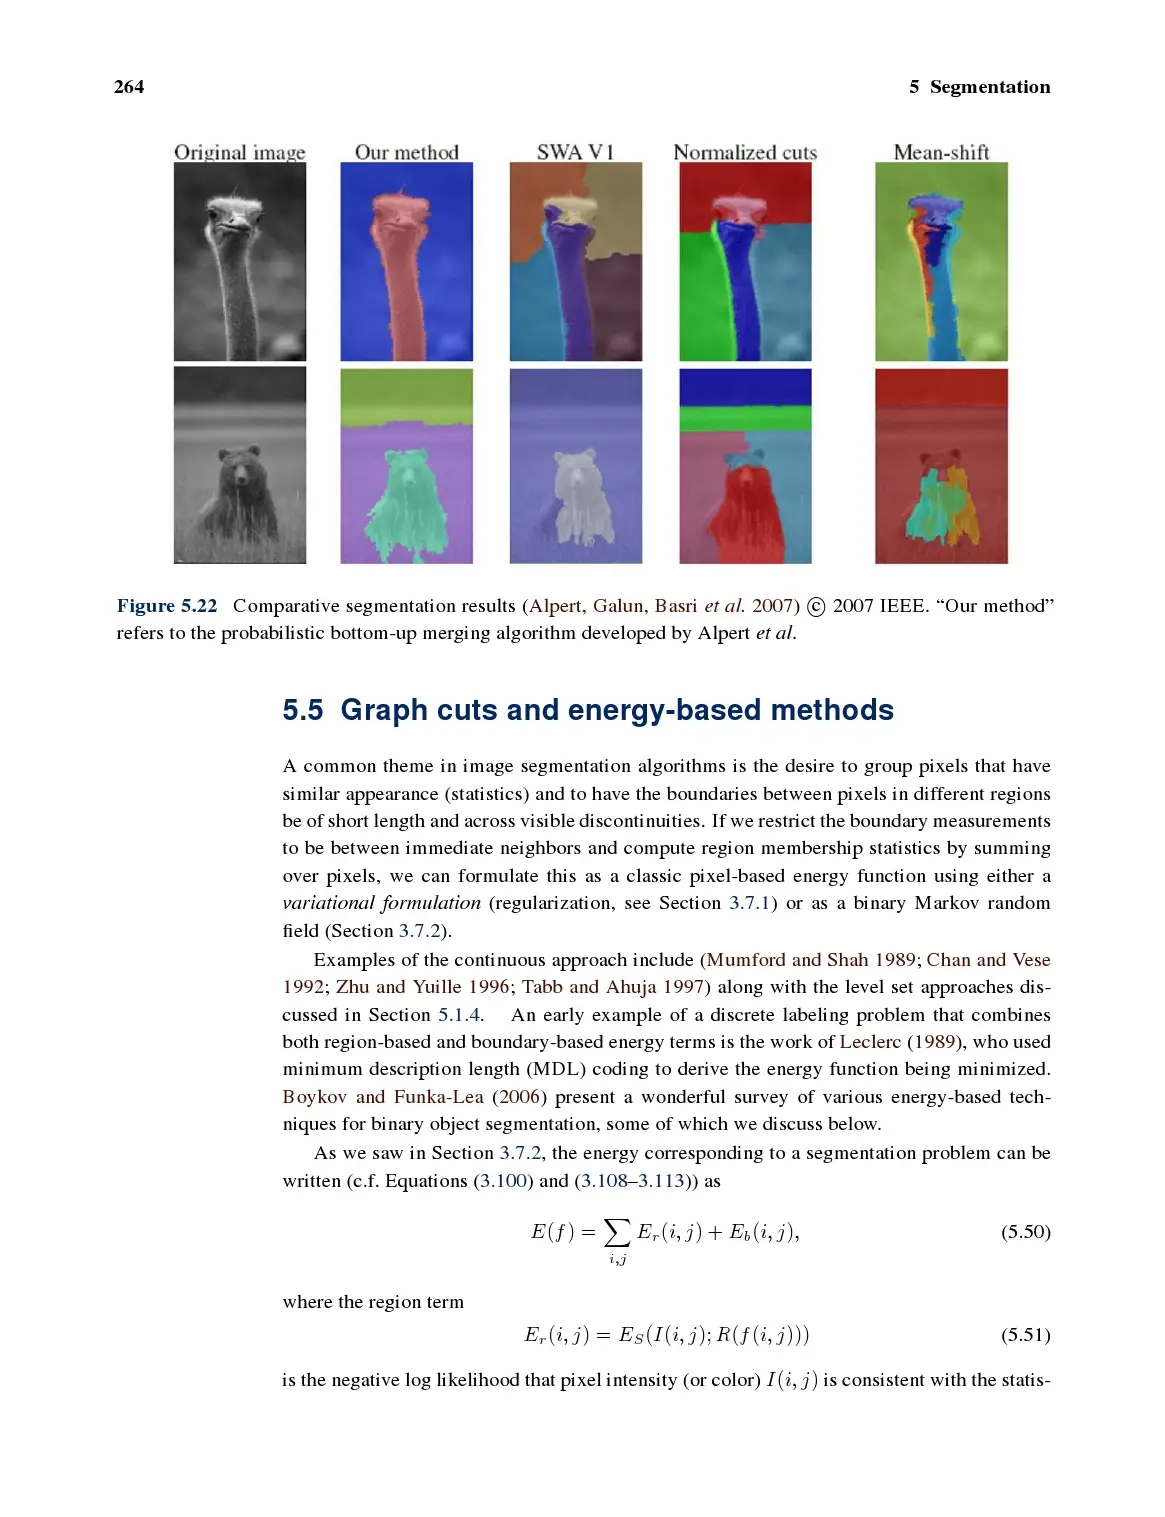 264
5 Segmentation
Original image Our method SWA V1 Normalized cuts Mean-shift
Figure 5.22 Comparative segmentation results (Alpert, Galun, Basri et al. 2007) © 2007 IEEE. “Our method”
refers to the probabilistic bottom-up merging algorithm developed by Alpert et al.
5.5 Graph cuts and energy-based methods
A common theme in image segmentation algorithms is the desire to group pixels that have
similar appearance (statistics) and to have the boundaries between pixels in different regions
be of short length and across visible discontinuities. If we restrict the boundary measurements
to be between immediate neighbors and compute region membership statistics by summing
over pixels, we can formulate this as a classic pixel-based energy function using either a
variational formulation (regularization, see Section 3.7.1) or as a binary Markov random
field (Section 3.7.2).
Examples of the continuous approach include (Mumford and Shah 1989; Chan and Vese
1992; Zhu and Yuille 1996; Tabb and Ahuja 1997) along with the level set approaches dis-
cussed in Section 5.1.4. An early example of a discrete labeling problem that combines
both region-based and boundary-based energy terms is the work of Leclerc (1989), who used
minimum description length (MDL) coding to derive the energy function being minimized.
Boykov and Funka-Lea (2006) present a wonderful survey of various energy-based tech-
niques for binary object segmentation, some of which we discuss below.
As we saw in Section 3.7.2, the energy corresponding to a segmentation problem can be
written (c.f. Equations (3.100) and (3.108–3.113)) as
E(f) = ∑_{i,j} E_r(i, j) + E_b(i, j), (5.50)
where the region term
E_r(i, j) = E_S(I(i, j); R(f(i, j))) (5.51)
is the negative log likelihood that pixel intensity (or color) I(i, j) is consistent with the statis-